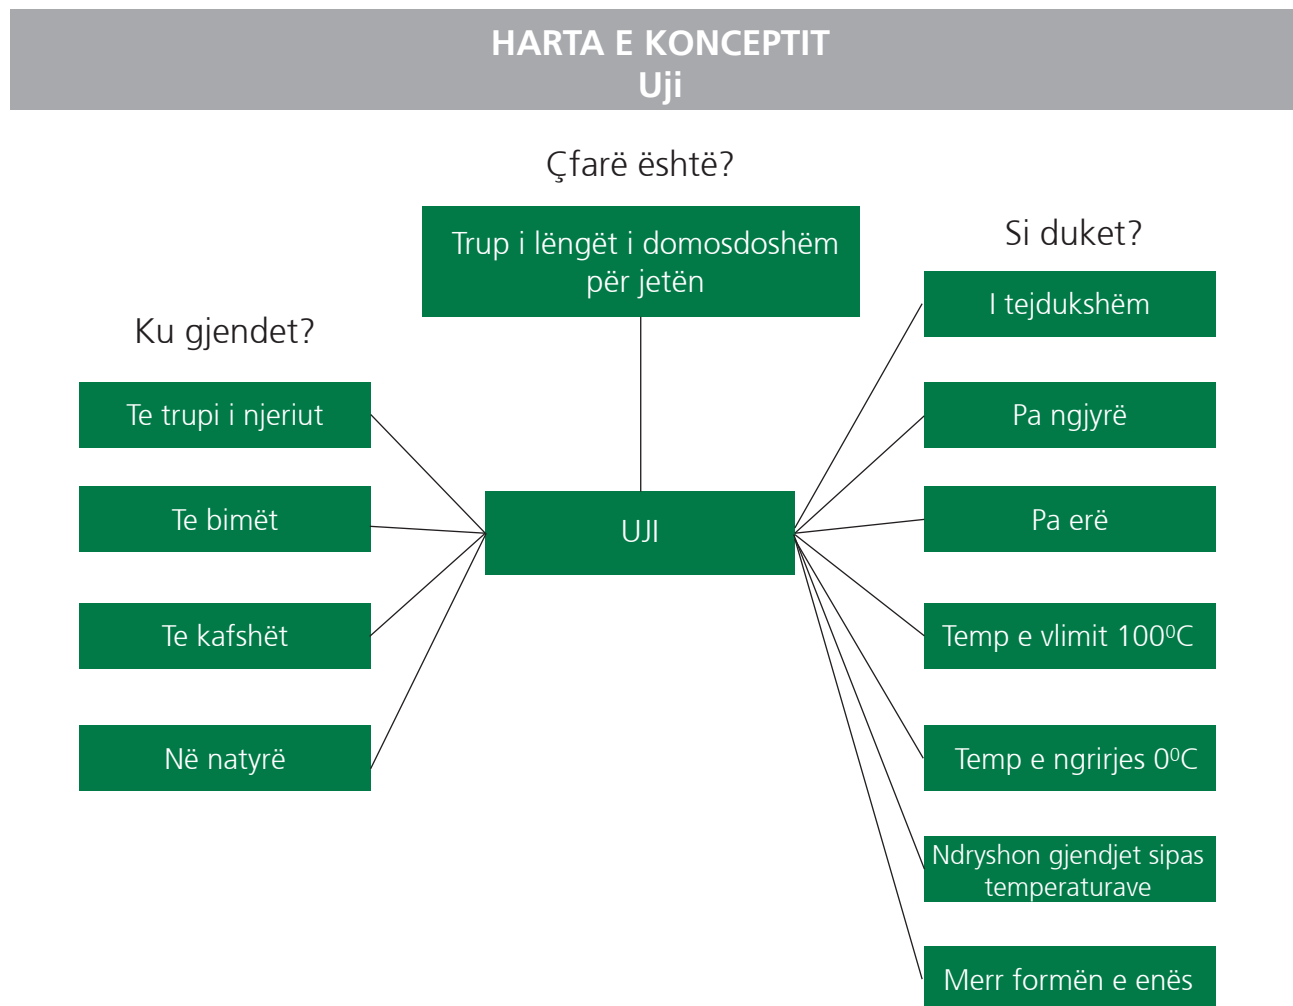 HARTA E KONCEPTIT
Uji
Çfarë është?
Trup i lëngët i domosdoshëm
për jetën
Ku gjendet?
Te trupi i njeriut
Te bimët
Te kafshët
Në natyrë
UJI
Si duket?
I tejdukshëm
Pa ngjyrë
Pa erë
Temp e vlimit 100⁰C
Temp e ngrirjes 0⁰C
Ndryshon gjendjet sipas
temperaturave
Merr formën e enës